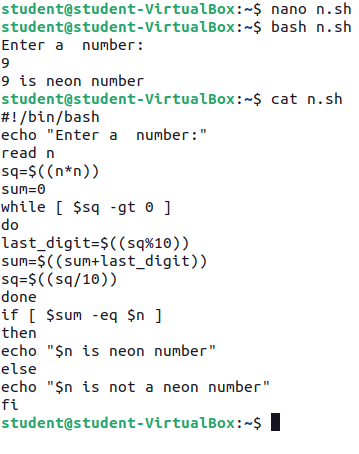 student@student-VirtualBox:~$ nano n.sh
student@student-VirtualBox:~$ bash n.sh
Enter a  number:
9
9 is neon number
student@student-VirtualBox:~$ cat n.sh
#!/bin/bash
echo "Enter a  number:"
read n
sq=$((n*n))
sum=0
while [ $sq -gt 0 ]
do
last_digit=$((sq%10))
sum=$((sum+last_digit))
sq=$((sq/10))
done
if [ $sum -eq $n ]
then
echo "$n is neon number"
else
echo "$n is not a neon number"
fi
student@student-VirtualBox:~$